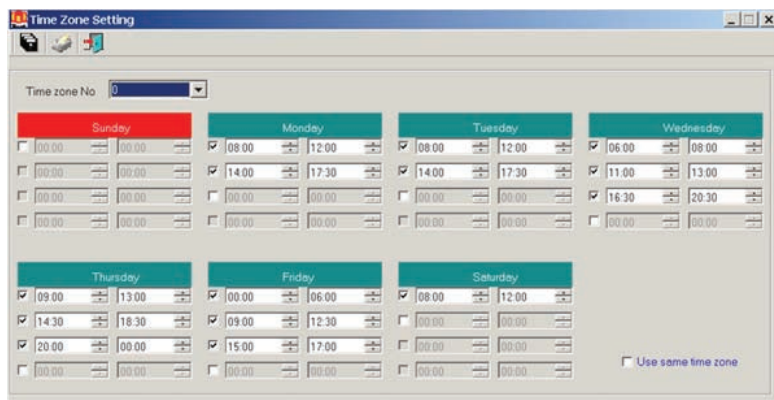 Time Zone Setting
Time zone No 0
Sunday Monday Tuesday Wednesday
00:00 00:00 08:00 12:00 08:00 12:00 06:00 08:00
00:00 00:00 14:00 17:30 14:00 17:30 11:00 13:00
00:00 00:00 00:00 00:00 00:00 00:00 16:30 20:30
00:00 00:00 00:00 00:00 00:00 00:00 00:00 00:00
Thursday Friday Saturday
09:00 13:00 00:00 06:00 08:00 12:00
14:30 18:30 09:00 12:30 00:00 00:00
20:00 00:00 15:00 17:00 00:00 00:00
00:00 00:00 00:00 00:00 00:00 00:00
Use same time zone